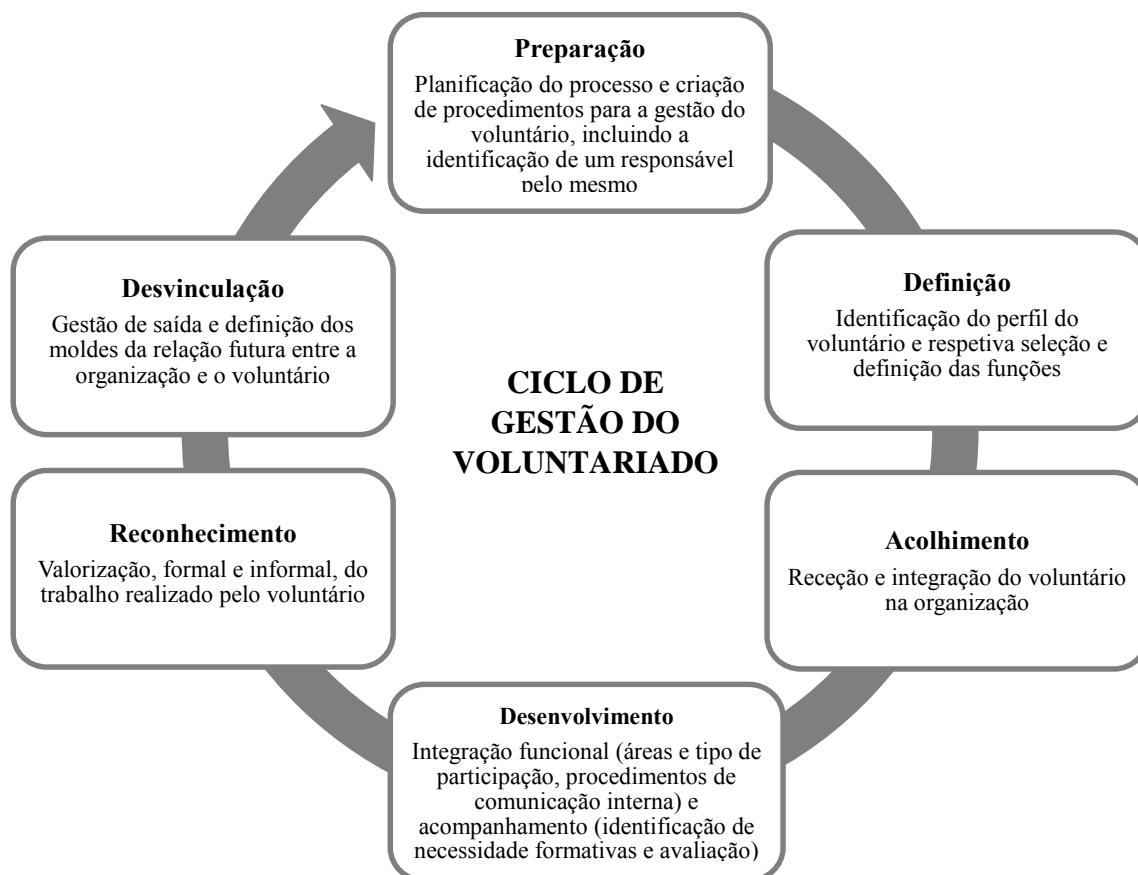 Preparação
Planificação do processo e criação
de procedimentos para a gestão do
voluntário, incluindo a
identificação de um responsável
pelo mesmo
Definição
Identificação do perfil do
voluntário e respetiva seleção e
definição das funções
Acolhimento
Receção e integração do voluntário
na organização
Desenvolvimento
Integração funcional (áreas e tipo de
participação, procedimentos de
comunicação interna) e
acompanhamento (identificação de
necessidade formativas e avaliação)
Reconhecimento
Valorização, formal e informal, do
trabalho realizado pelo voluntário
Desvinculação
Gestão de saída e definição dos
moldes da relação futura entre a
organização e o voluntário
CICLO DE
GESTÃO DO
VOLUNTARIADO